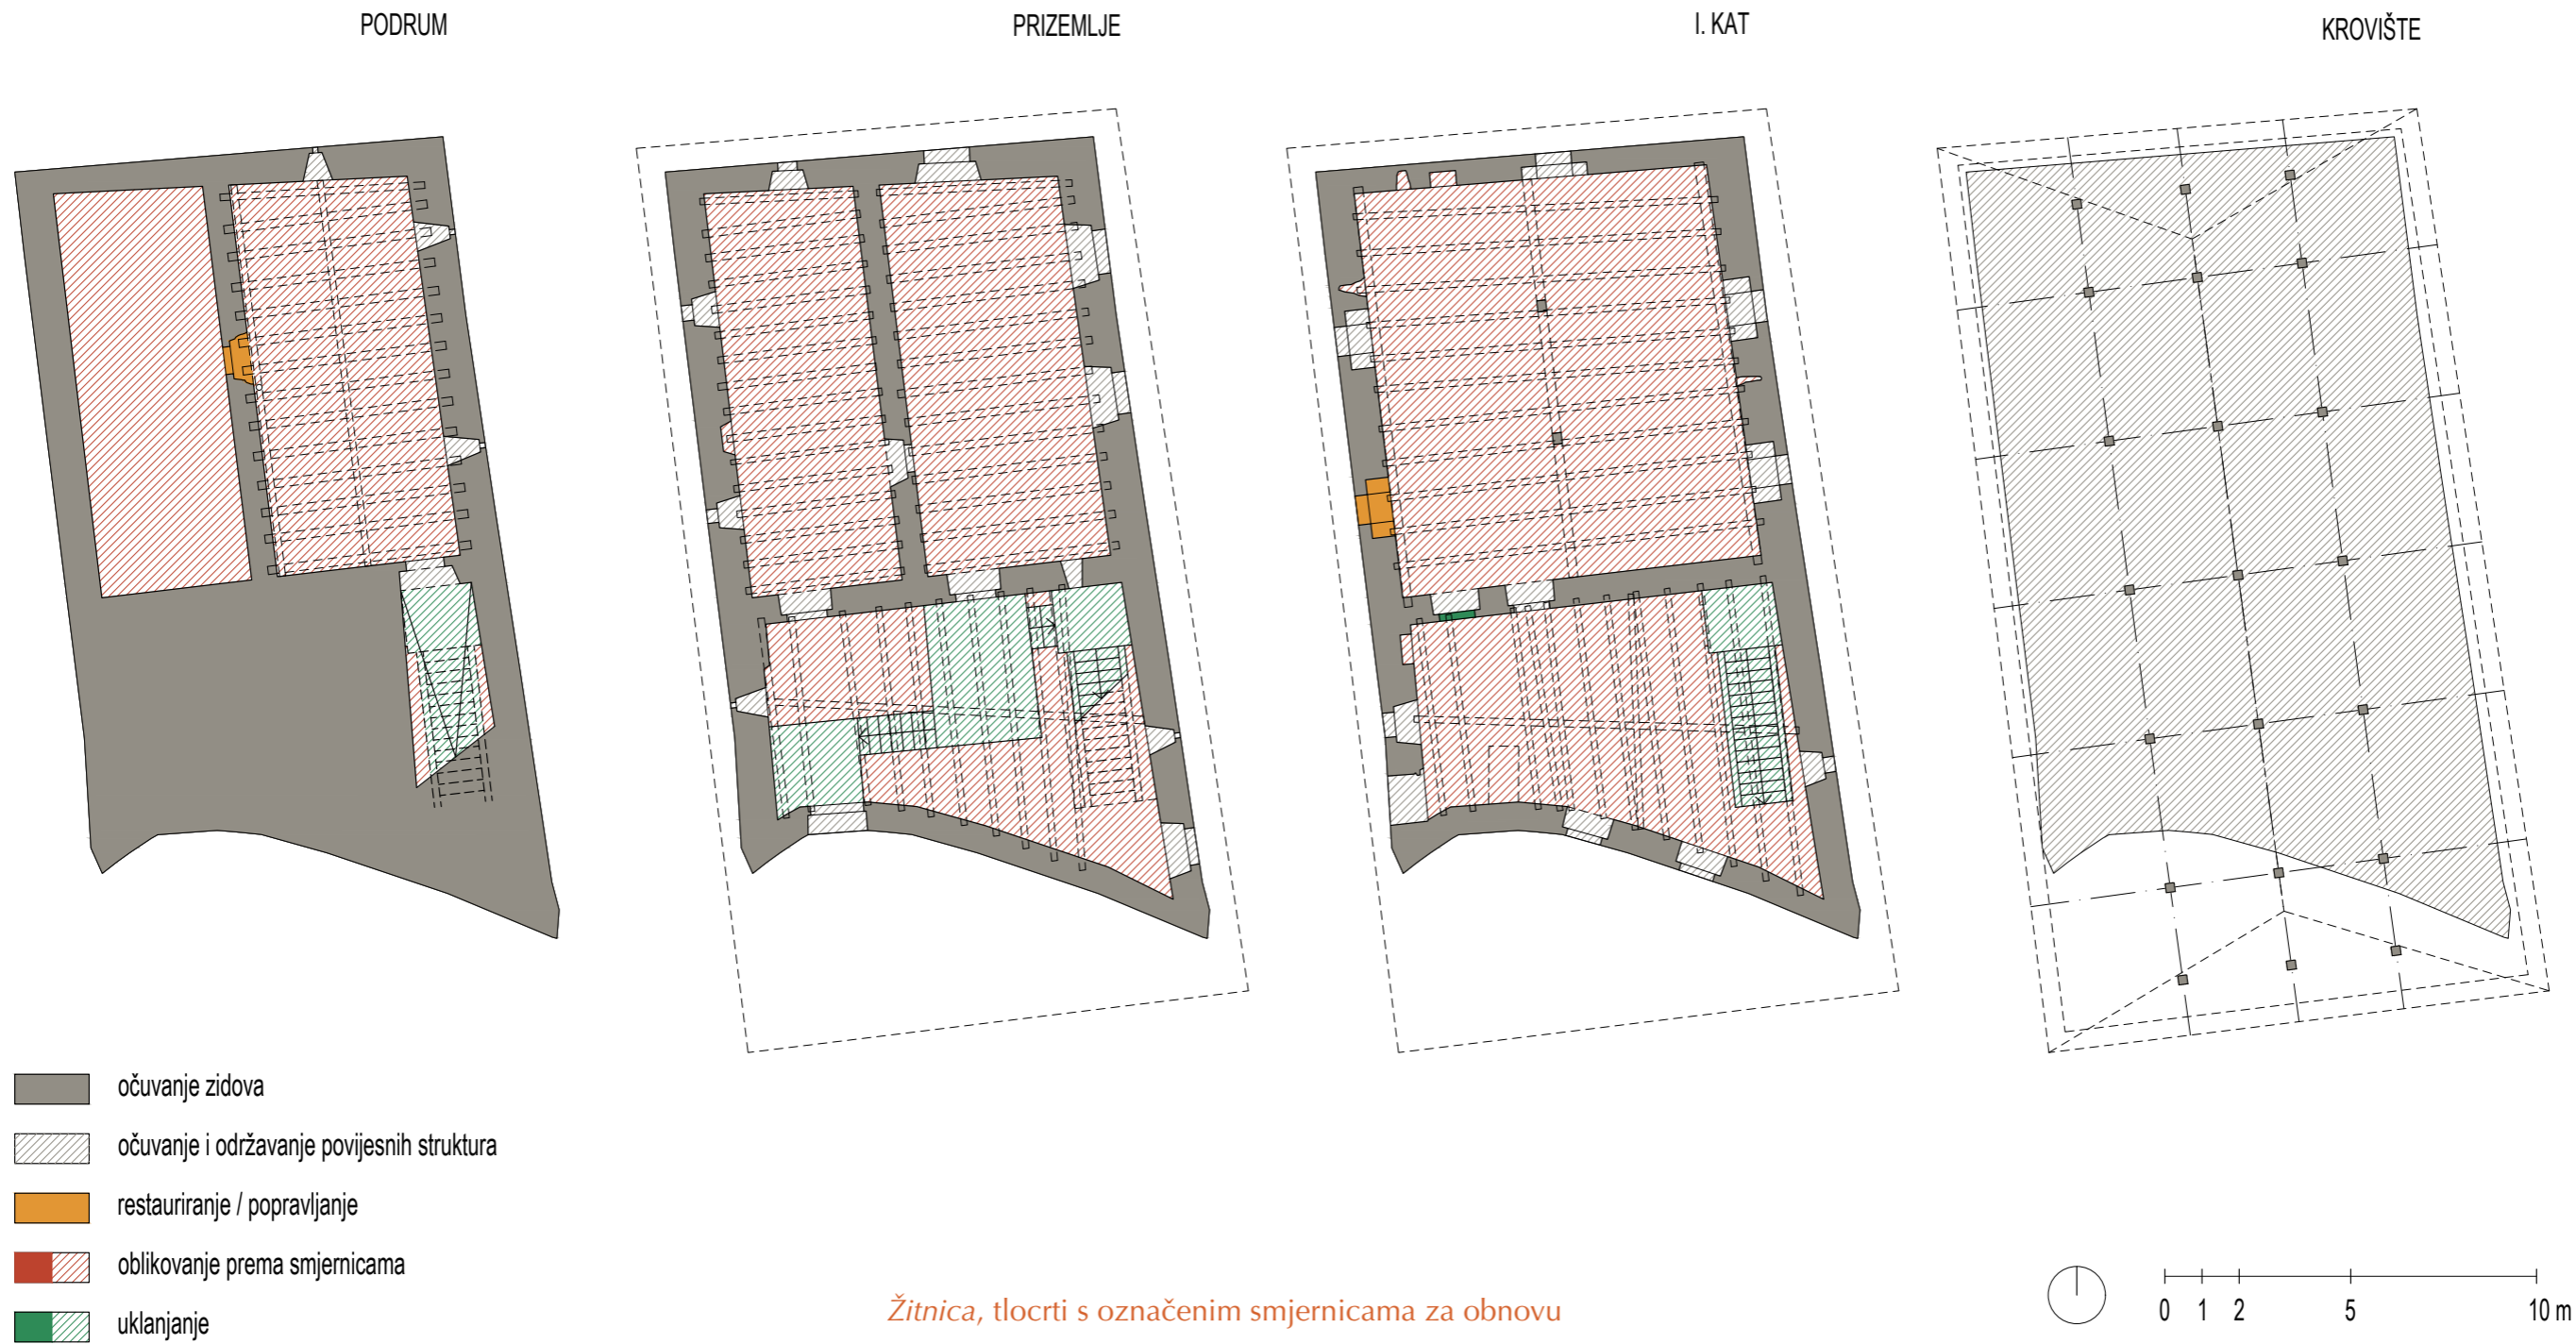 PODRUM
PRIZEMLJE
I. KAT
KROVIŠTE
očuvanje zidova
očuvanje i održavanje povijesnih struktura
restauriranje / popravljanje
oblikovanje prema smjernicama
uklanjanje
Žitnica, tlocrti s označenim smjernicama za obnovu
0 1 2 5 10 m